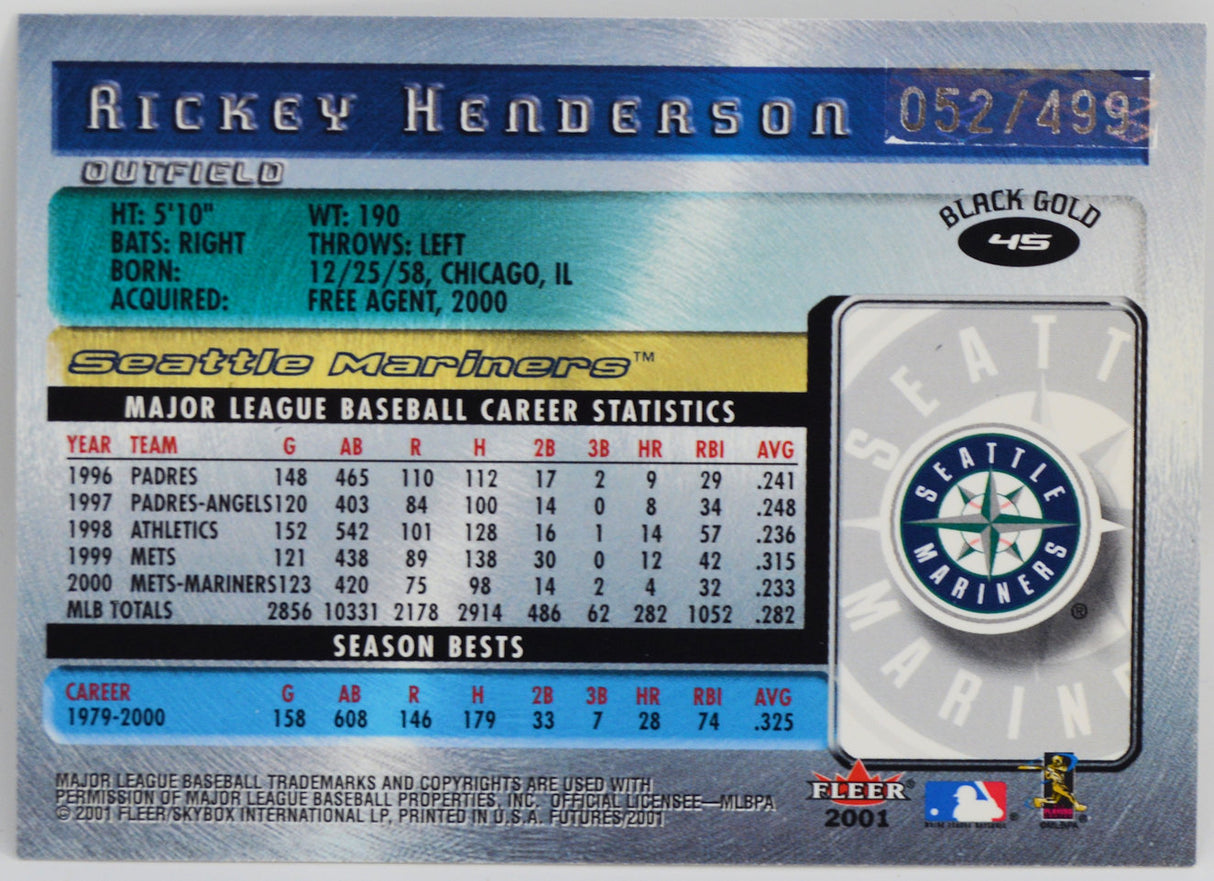 RICKEY HENDERSON 052/499
OUTFIELD
HT: 5'10" WT: 190
BATS: RIGHT THROWS: LEFT
BORN: 12/25/58, CHICAGO, IL
ACQUIRED: FREE AGENT, 2000
BLACK GOLD
45
Seattle Mariners™
MAJOR LEAGUE BASEBALL CAREER STATISTICS
YEAR TEAM G AB R H 2B 3B HR RBI AVG
1996 PADRES 148 465 110 112 17 2 9 29 .241
1997 PADRES-ANGELS 120 403 84 100 14 0 8 34 .248
1998 ATHLETICS 152 542 101 128 16 1 14 57 .236
1999 METS 121 438 89 138 30 0 12 42 .315
2000 METS-MARINERS 123 420 75 98 14 2 4 32 .233
MLB TOTALS 2856 10331 2178 2914 486 62 282 1052 .282
SEASON BESTS
CAREER G AB R H 2B 3B HR RBI AVG
1979-2000 158 608 146 179 33 7 28 74 .325
SEATTLE
MARINERS
®
SEATT
MARINE
MAJOR LEAGUE BASEBALL TRADEMARKS AND COPYRIGHTS ARE USED WITH
PERMISSION OF MAJOR LEAGUE BASEBALL PROPERTIES, INC. OFFICIAL LICENSEE—MLBPA
© 2001 FLEER/SKYBOX INTERNATIONAL LP, PRINTED IN U.S.A. FUTURES/2001
FLEER®
2001
MAJOR LEAGUE BASEBALL ®
PLAYERS
©MLBPA ®